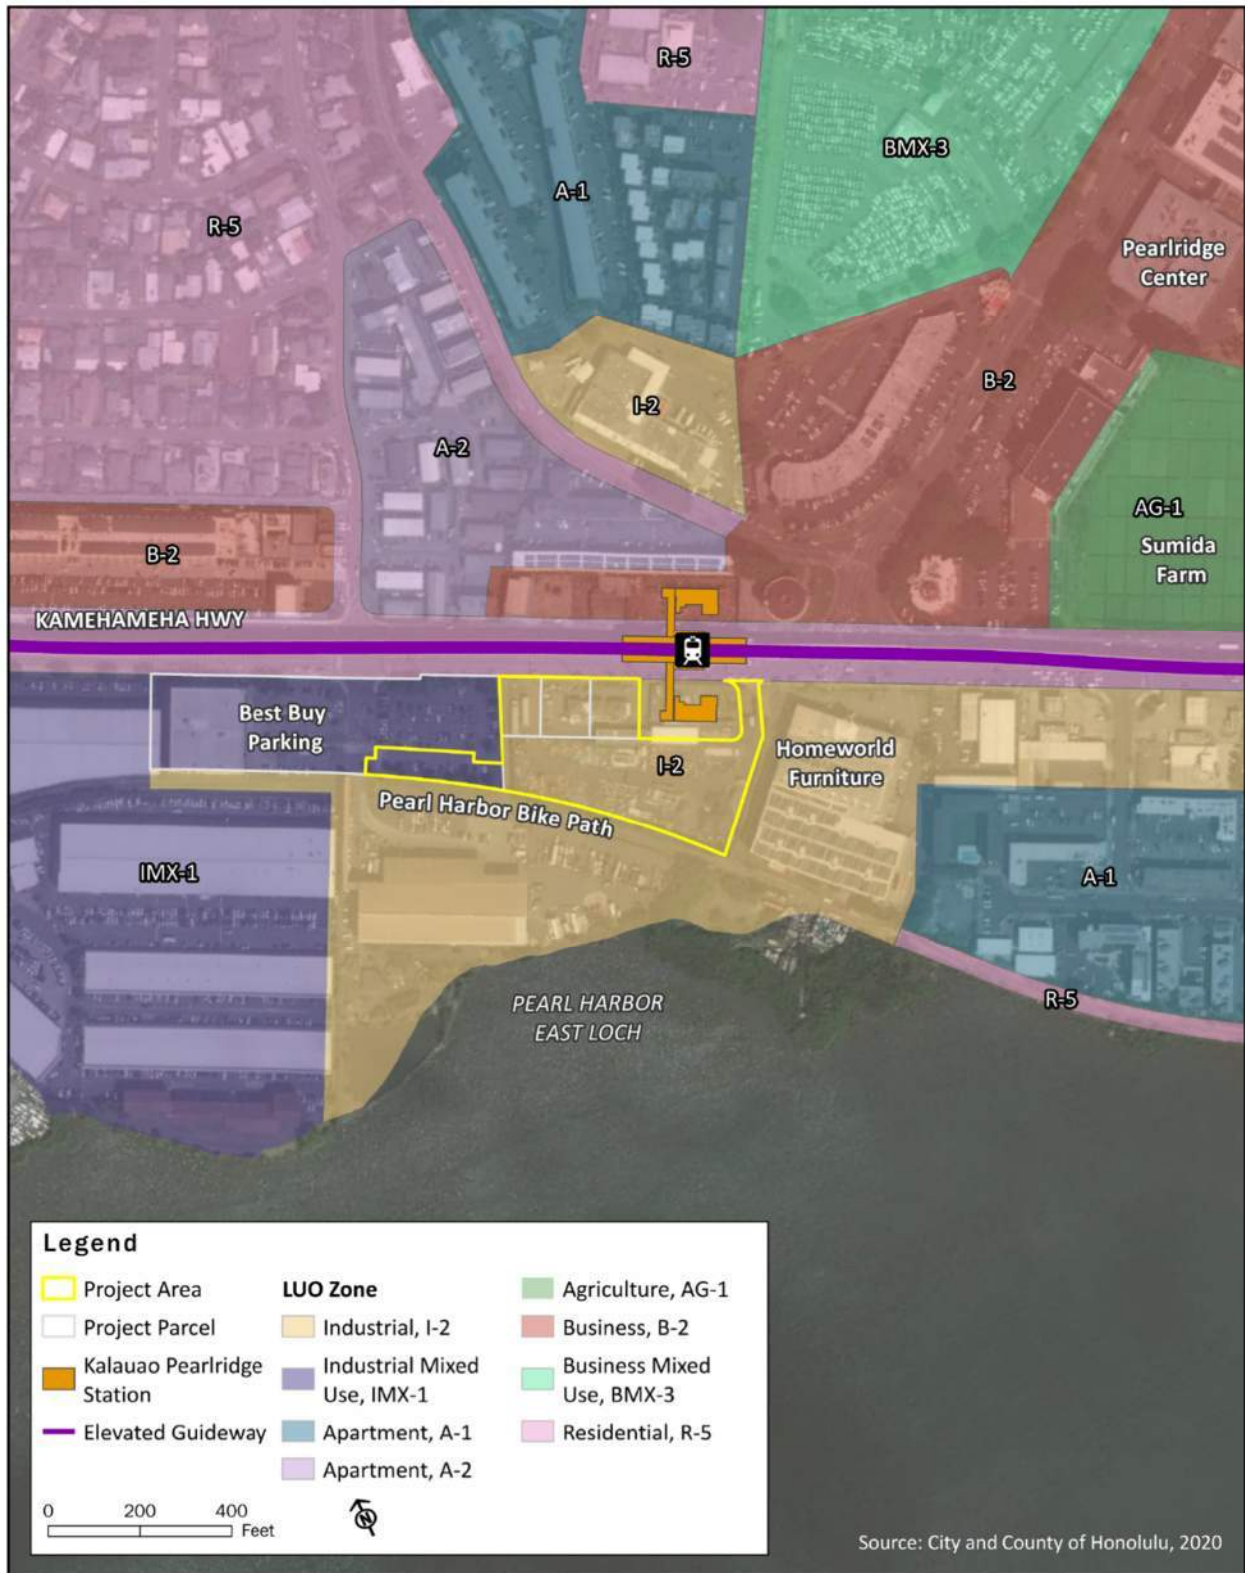 R-5
BMX-3
A-1
R-5
Pearlridge
Center
B-2
I-2
A-2
AG-1
Sumida
Farm
B-2
KAMEHAMEHA HWY
Best Buy
Parking
Homeworld
Furniture
I-2
Pearl Harbor Bike Path
IMX-1
A-1
R-5
PEARL HARBOR
EAST LOCH
Legend
Project Area
Project Parcel
Kalauao Pearlridge
Station
Elevated Guideway
LUO Zone
Industrial, I-2
Industrial Mixed
Use, IMX-1
Apartment, A-1
Apartment, A-2
Agriculture, AG-1
Business, B-2
Business Mixed
Use, BMX-3
Residential, R-5
0 200 400
Feet
N
Source: City and County of Honolulu, 2020